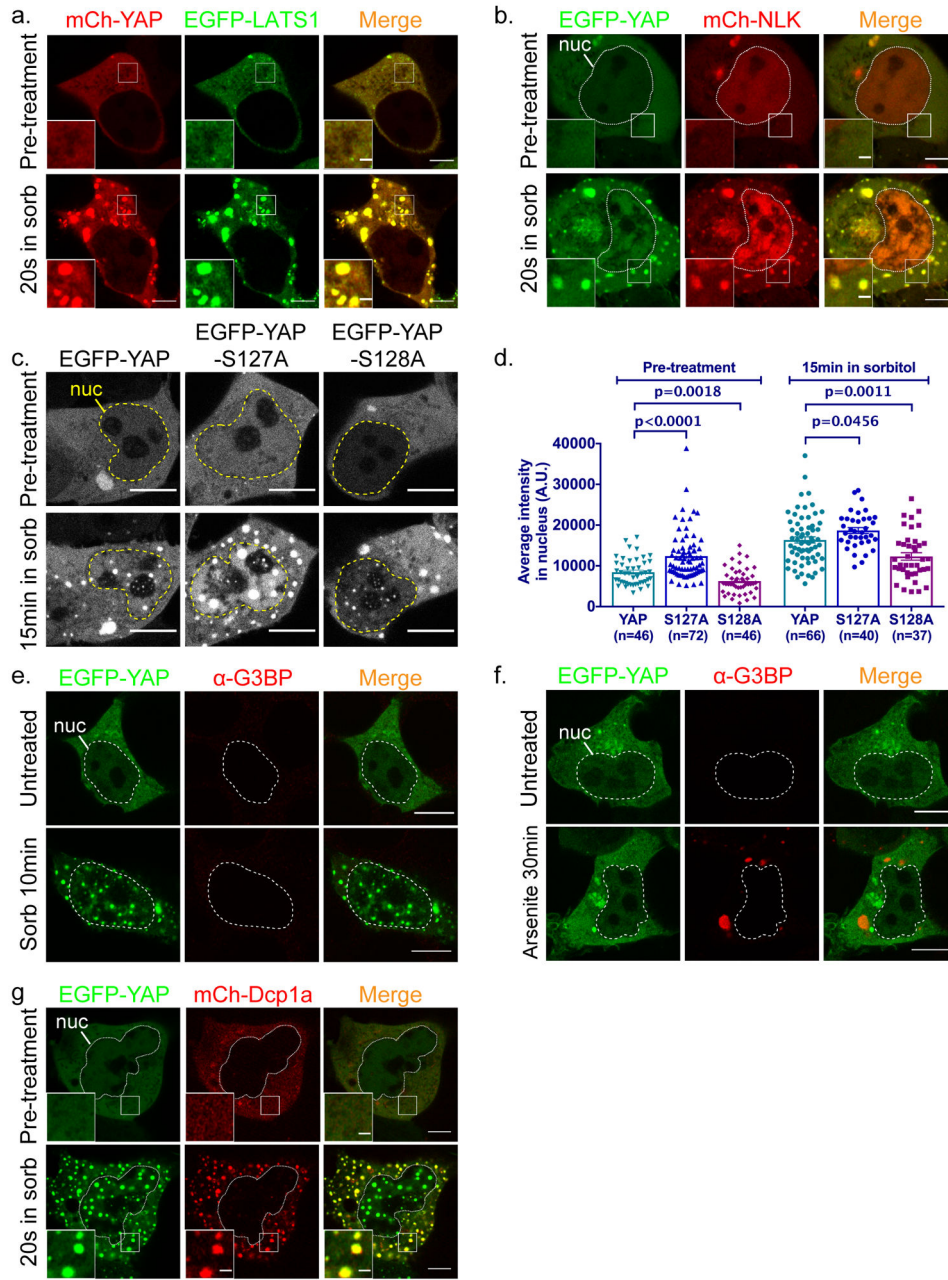 a.
mCh-YAP EGFP-LATS1 Merge
Pre-treatment
20s in sorb
b.
EGFP-YAP mCh-NLK Merge
Pre-treatment
nuc
20s in sorb
c.
EGFP-YAP EGFP-YAP-S127A EGFP-YAP-S128A
Pre-treatment
nuc
15min in sorb
d.
Pre-treatment 15min in sorbitol
p=0.0018 p=0.0011
p<0.0001 p=0.0456
Average intensity
in nucleus (A.U.)
40000
30000
20000
10000
0
YAP S127A S128A YAP S127A S128A
(n=46) (n=72) (n=46) (n=66) (n=40) (n=37)
e.
EGFP-YAP α-G3BP Merge
Untreated
nuc
Sorb 10min
f.
EGFP-YAP α-G3BP Merge
Untreated
nuc
Arsenite 30min
g
EGFP-YAP mCh-Dcp1a Merge
Pre-treatment
nuc
20s in sorb